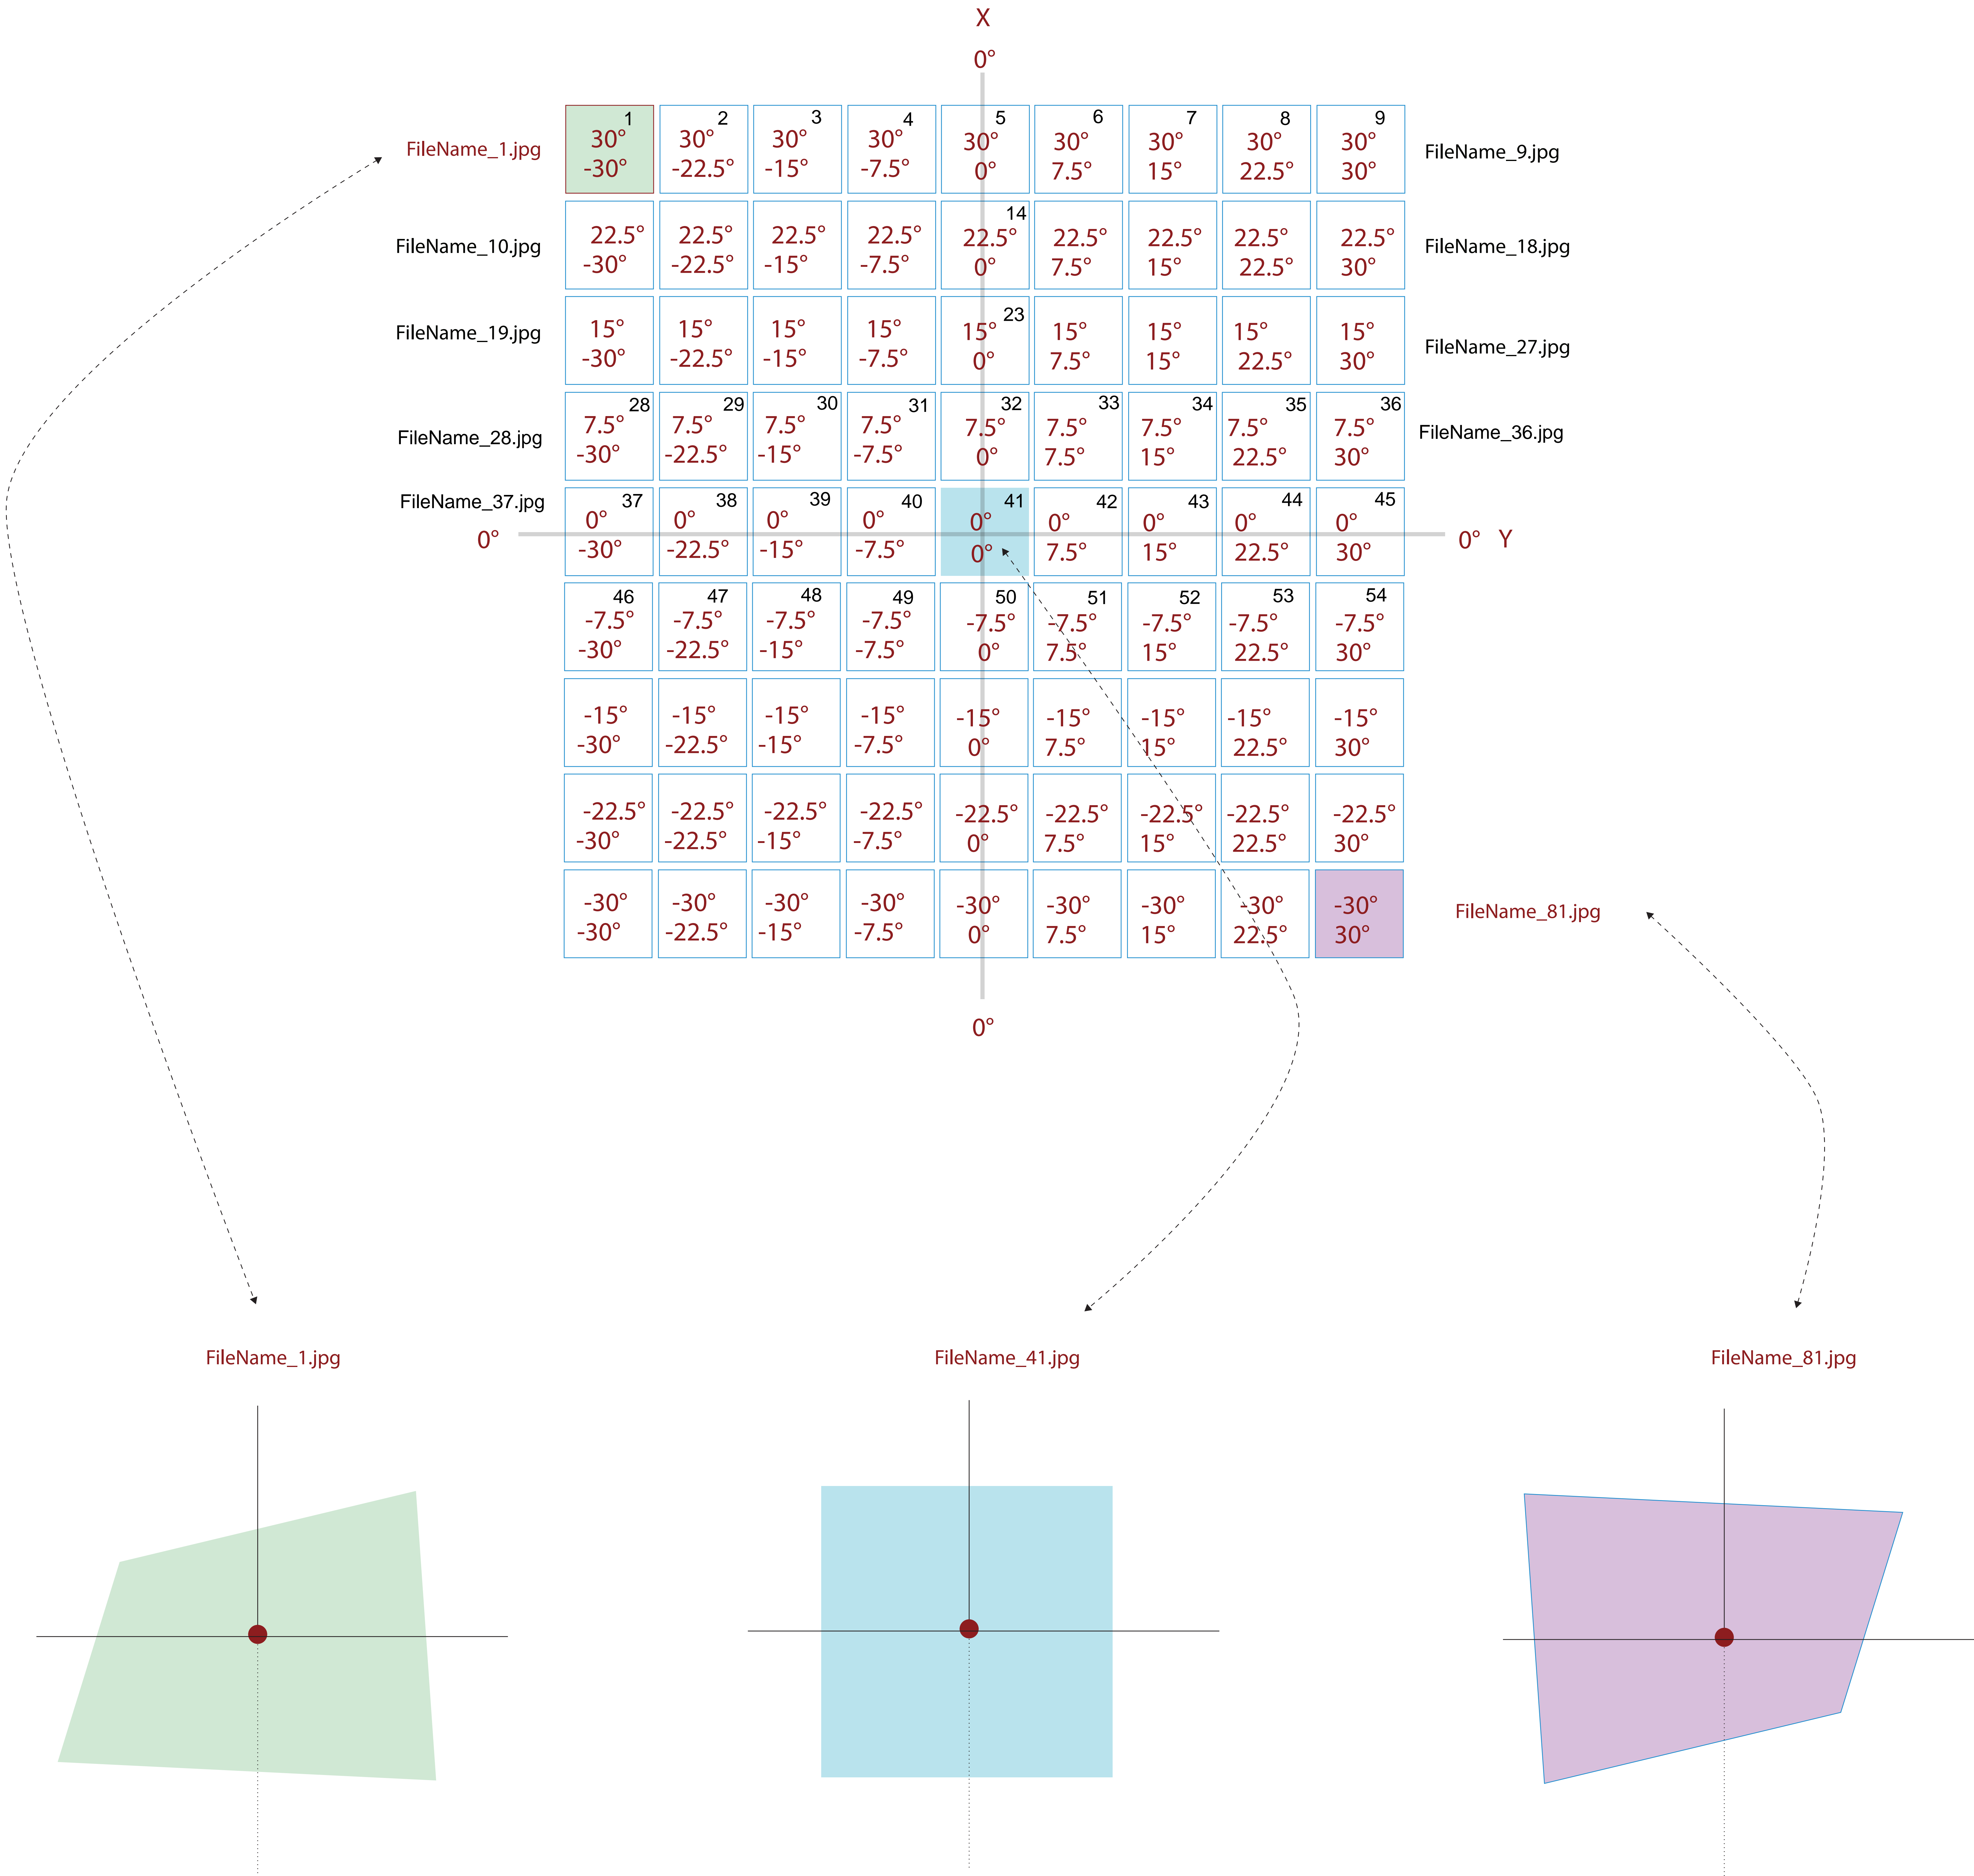 X
0°
FileName_1.jpg
1 2 3 4 5 6 7 8 9
30° 30° 30° 30° 30° 30° 30° 30° 30°
-30° -22.5° -15° -7.5° 0° 7.5° 15° 22.5° 30°
FileName_9.jpg
FileName_10.jpg
14
22.5° 22.5° 22.5° 22.5° 22.5° 22.5° 22.5° 22.5° 22.5°
-30° -22.5° -15° -7.5° 0° 7.5° 15° 22.5° 30°
FileName_18.jpg
FileName_19.jpg
23
15° 15° 15° 15° 15° 15° 15° 15° 15°
-30° -22.5° -15° -7.5° 0° 7.5° 15° 22.5° 30°
FileName_27.jpg
FileName_28.jpg
28 29 30 31 32 33 34 35 36
7.5° 7.5° 7.5° 7.5° 7.5° 7.5° 7.5° 7.5° 7.5°
-30° -22.5° -15° -7.5° 0° 7.5° 15° 22.5° 30°
FileName_36.jpg
FileName_37.jpg
37 38 39 40 41 42 43 44 45
0° 0° 0° 0° 0° 0° 0° 0° 0°
0°
-30° -22.5° -15° -7.5° 0° 7.5° 15° 22.5° 30°
0° Y
46 47 48 49 50 51 52 53 54
-7.5° -7.5° -7.5° -7.5° -7.5° -7.5° -7.5° -7.5° -7.5°
-30° -22.5° -15° -7.5° 0° 7.5° 15° 22.5° 30°
-15° -15° -15° -15° -15° -15° -15° -15° -15°
-30° -22.5° -15° -7.5° 0° 7.5° 15° 22.5° 30°
-22.5° -22.5° -22.5° -22.5° -22.5° -22.5° -22.5° -22.5° -22.5°
-30° -22.5° -15° -7.5° 0° 7.5° 15° 22.5° 30°
-30° -30° -30° -30° -30° -30° -30° -30° -30°
-30° -22.5° -15° -7.5° 0° 7.5° 15° 22.5° 30°
FileName_81.jpg
0°
FileName_1.jpg
FileName_41.jpg
FileName_81.jpg